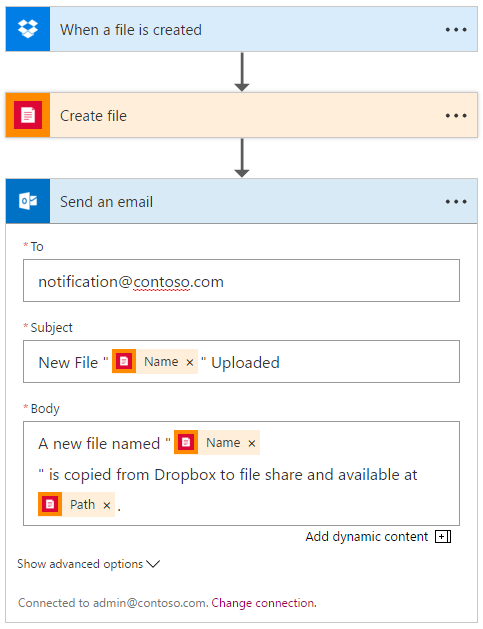 When a file is created
Create file
Send an email
* To
notification@contoso.com
* Subject
New File " Name × " Uploaded
* Body
A new file named " Name ×
" is copied from Dropbox to file share and available at
Path × .
Add dynamic content
Show advanced options
Connected to admin@contoso.com. Change connection.